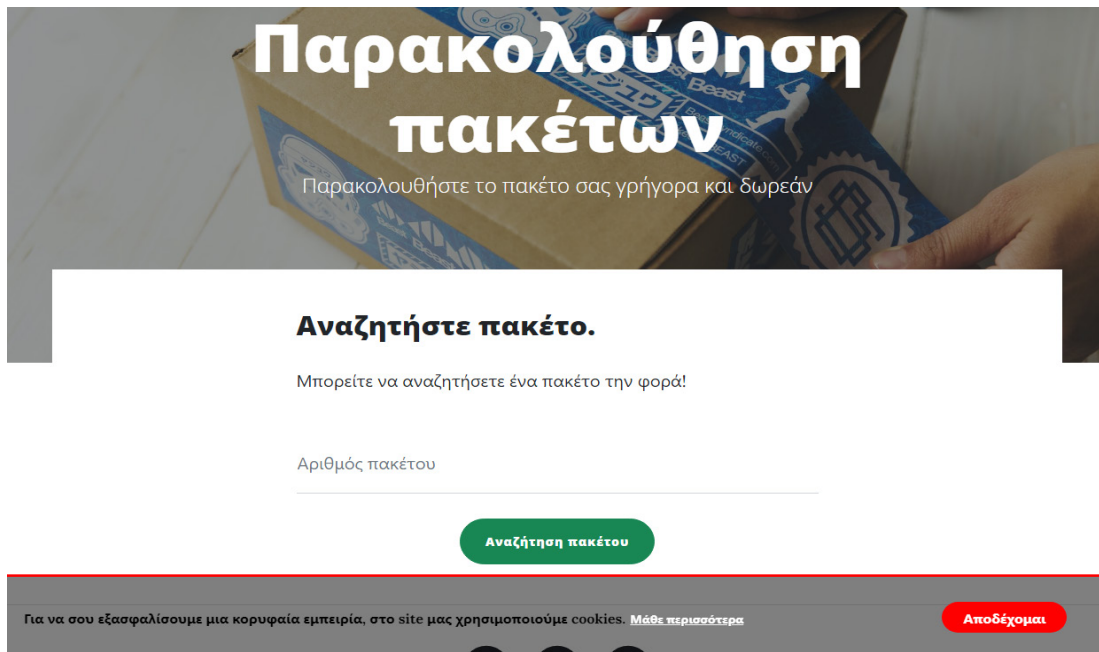 Παρακολούθηση
πακέτων
Παρακολουθήστε το πακέτο σας γρήγορα και δωρεάν
Beast
Αναζητήστε πακέτο.
Μπορείτε να αναζητήσετε ένα πακέτο την φορά!
Αριθμός πακέτου
Αναζήτηση πακέτου
Για να σου εξασφαλίσουμε μια κορυφαία εμπειρία, στο site μας χρησιμοποιούμε cookies. Μάθε περισσότερα
Αποδέχομαι